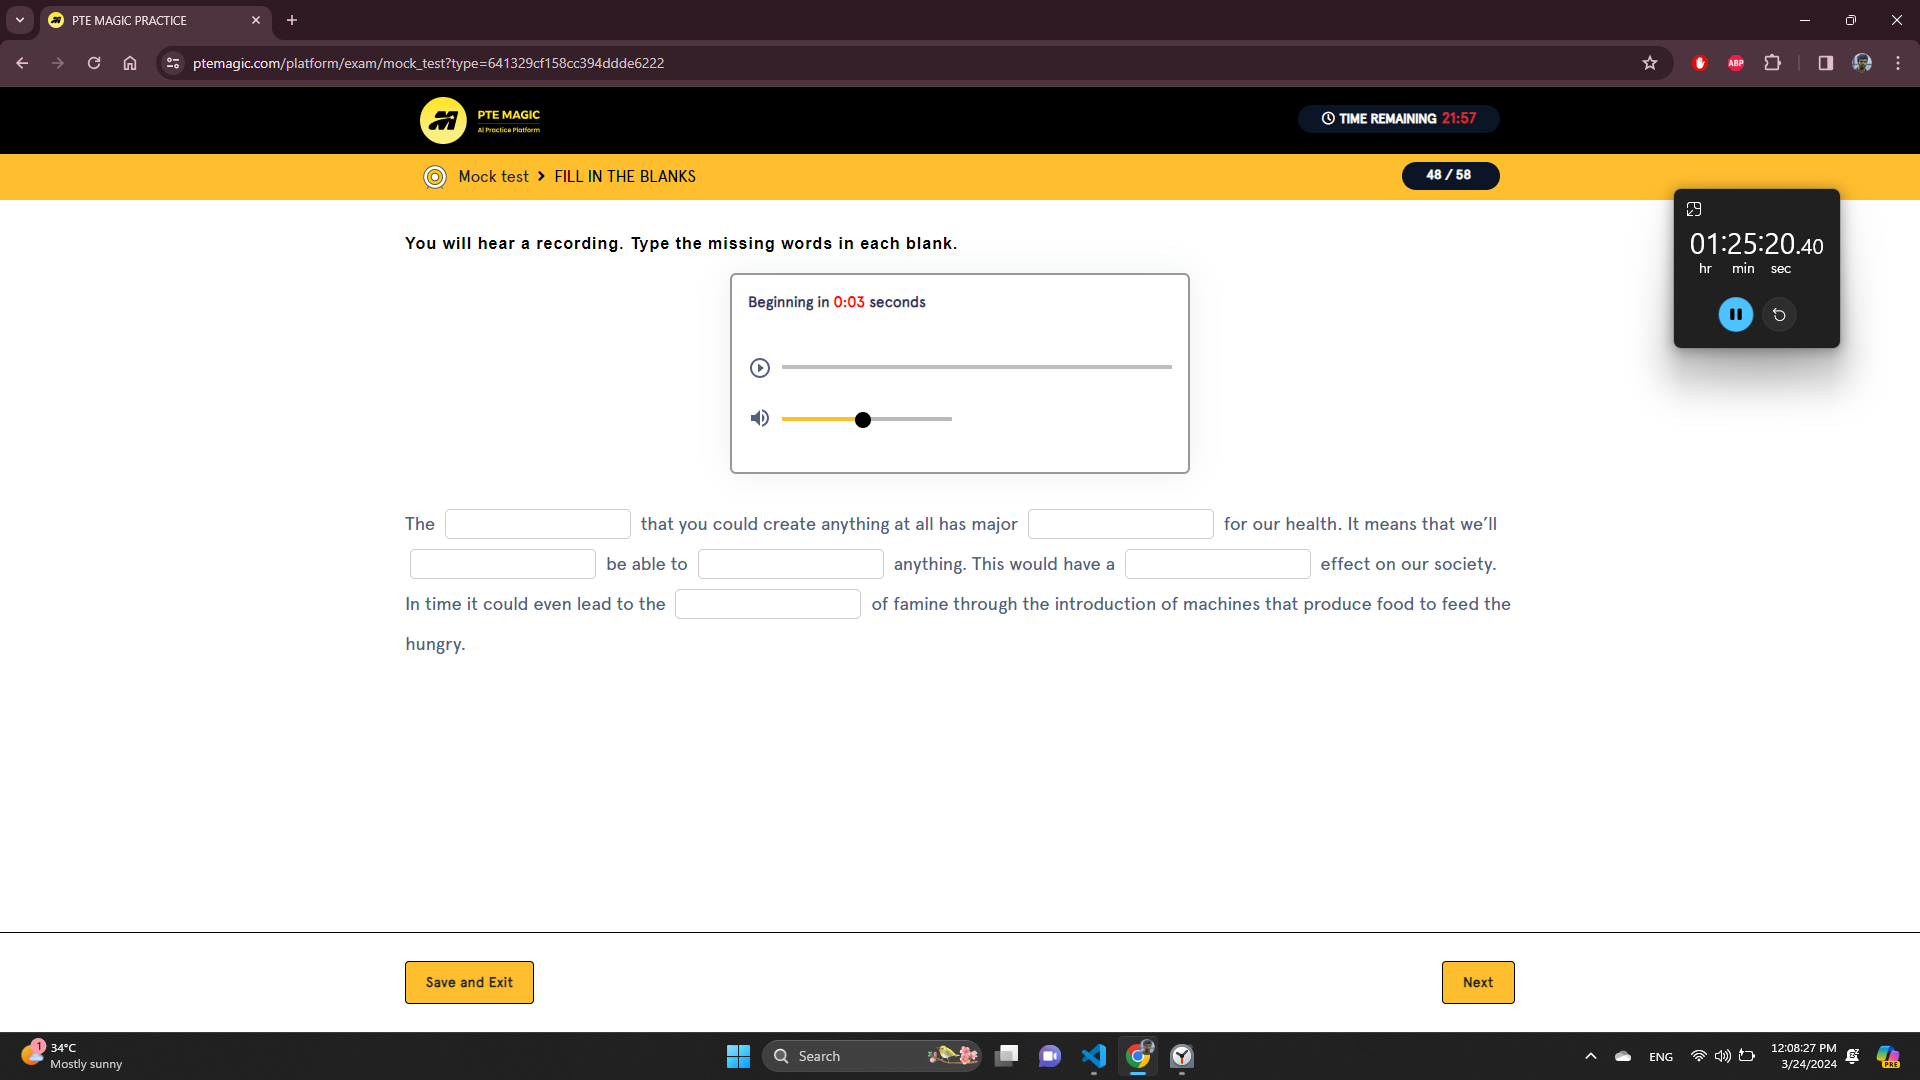 PTE MAGIC PRACTICE
ptemagic.com/platform/exam/mock_test?type=641329cf158cc394ddde6222
ABP
PTE MAGIC
AI Practice Platform
TIME REMAINING 21:57
Mock test > FILL IN THE BLANKS
48 / 58
01:25:20.40
hr min sec
You will hear a recording. Type the missing words in each blank.
Beginning in 0:03 seconds
The that you could create anything at all has major for our health. It means that we’ll
be able to anything. This would have a effect on our society.
In time it could even lead to the of famine through the introduction of machines that produce food to feed the
hungry.
Save and Exit
Next
1
34°C
Mostly sunny
Search
ENG
12:08:27 PM
3/24/2024
PRE